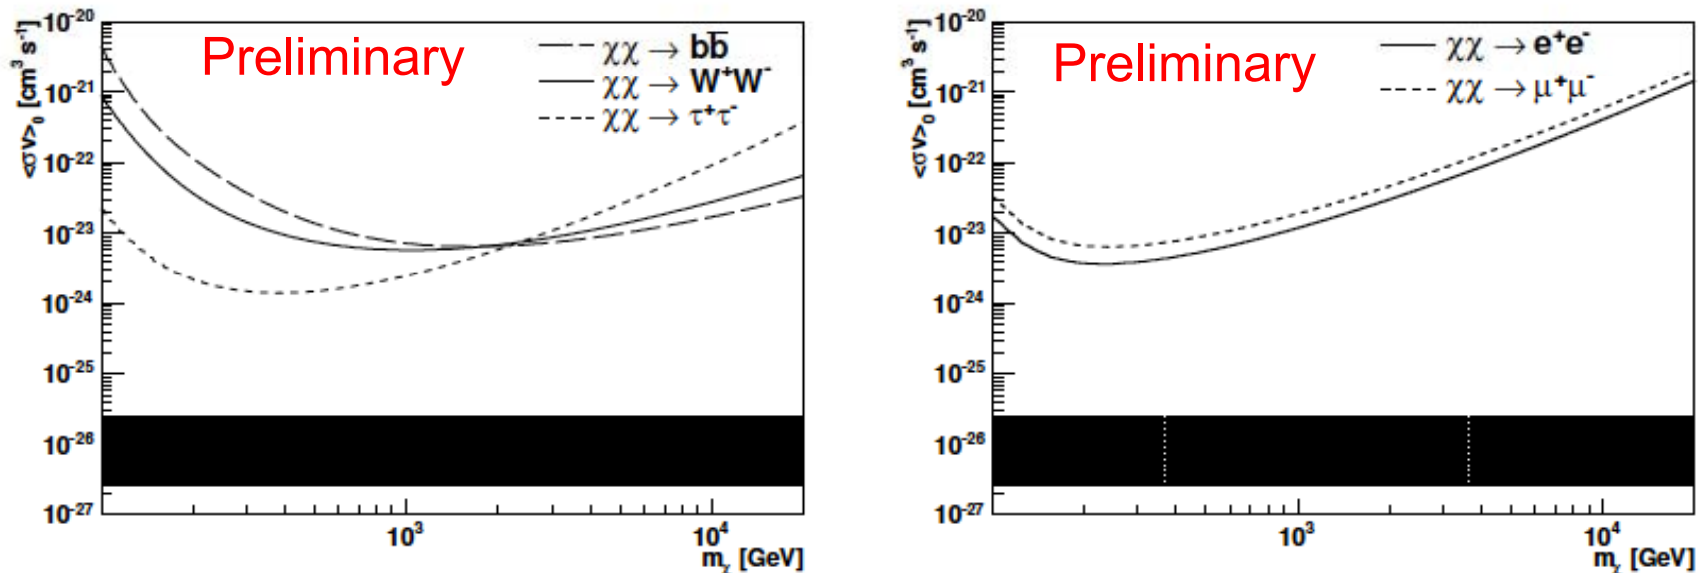 Preliminary
χχ → bb̅
χχ → W⁺W⁻
χχ → τ⁺τ⁻
<σv>₀ [cm³ s⁻¹]
10⁻²⁰
10⁻²¹
10⁻²²
10⁻²³
10⁻²⁴
10⁻²⁵
10⁻²⁶
10⁻²⁷
10³
10⁴
mχ [GeV]
Preliminary
χχ → e⁺e⁻
χχ → μ⁺μ⁻
<σv>₀ [cm³ s⁻¹]
10⁻²⁰
10⁻²¹
10⁻²²
10⁻²³
10⁻²⁴
10⁻²⁵
10⁻²⁶
10⁻²⁷
10³
10⁴
mχ [GeV]